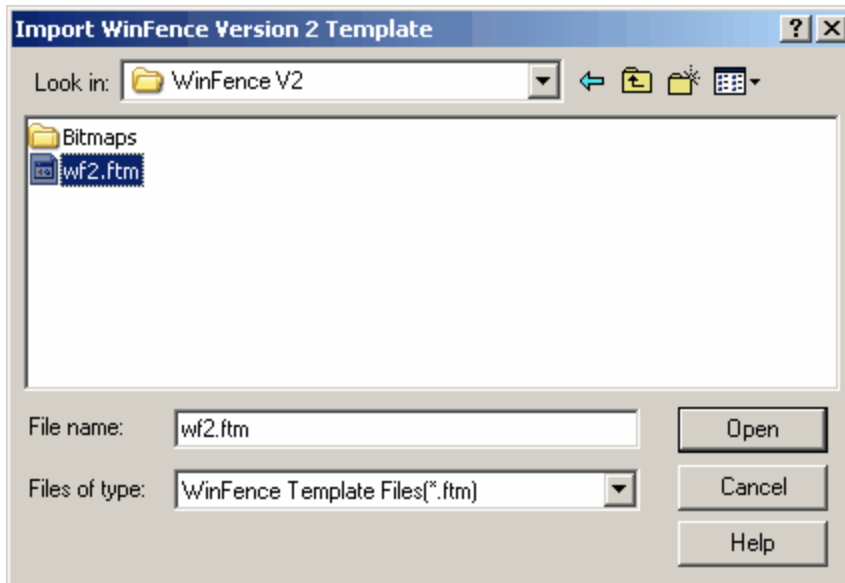 Import WinFence Version 2 Template
Look in: WinFence V2
Bitmaps
wf2.ftm
File name: wf2.ftm Open
Files of type: WinFence Template Files(*.ftm) Cancel
Help